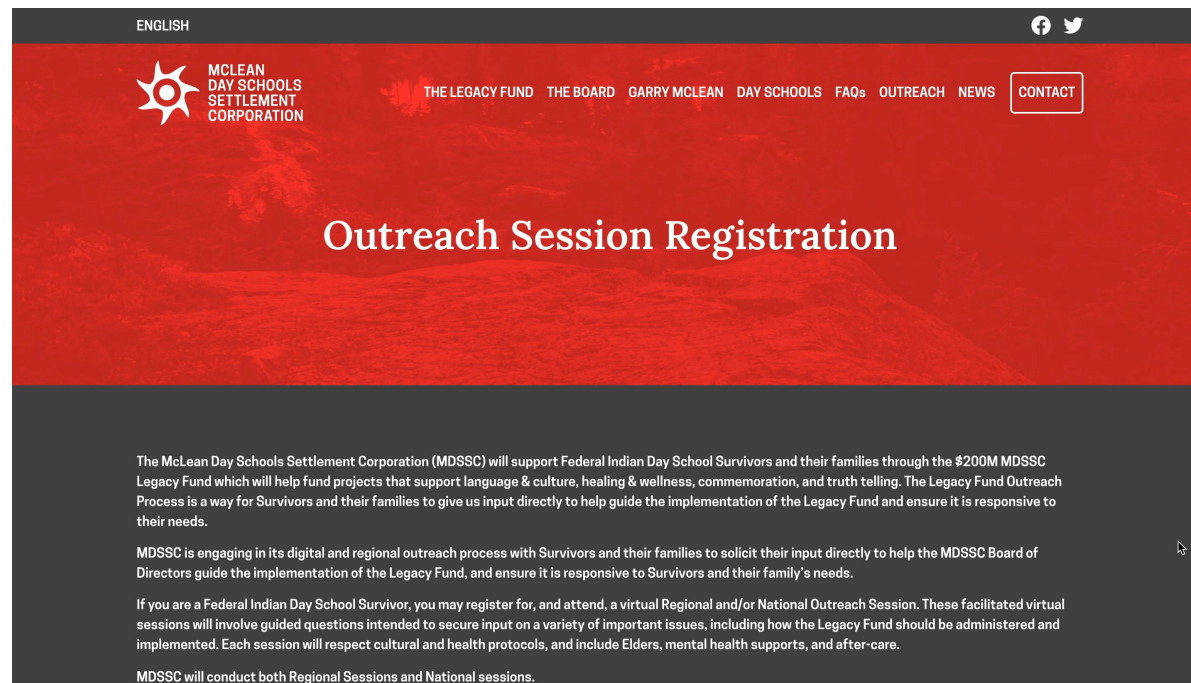 ENGLISH
MCLEAN
DAY SCHOOLS
SETTLEMENT
CORPORATION
THE LEGACY FUND THE BOARD GARRY MCLEAN DAY SCHOOLS FAQs OUTREACH NEWS CONTACT
Outreach Session Registration
The McLean Day Schools Settlement Corporation (MDSSC) will support Federal Indian Day School Survivors and their families through the $200M MDSSC
Legacy Fund which will help fund projects that support language & culture, healing & wellness, commemoration, and truth telling. The Legacy Fund Outreach
Process is a way for Survivors and their families to give us input directly to help guide the implementation of the Legacy Fund and ensure it is responsive to
their needs.
MDSSC is engaging in its digital and regional outreach process with Survivors and their families to solicit their input directly to help the MDSSC Board of
Directors guide the implementation of the Legacy Fund, and ensure it is responsive to Survivors and their family's needs.
If you are a Federal Indian Day School Survivor, you may register for, and attend, a virtual Regional and/or National Outreach Session. These facilitated virtual
sessions will involve guided questions intended to secure input on a variety of important issues, including how the Legacy Fund should be administered and
implemented. Each session will respect cultural and health protocols, and include Elders, mental health supports, and after-care.
MDSSC will conduct both Regional Sessions and National sessions.